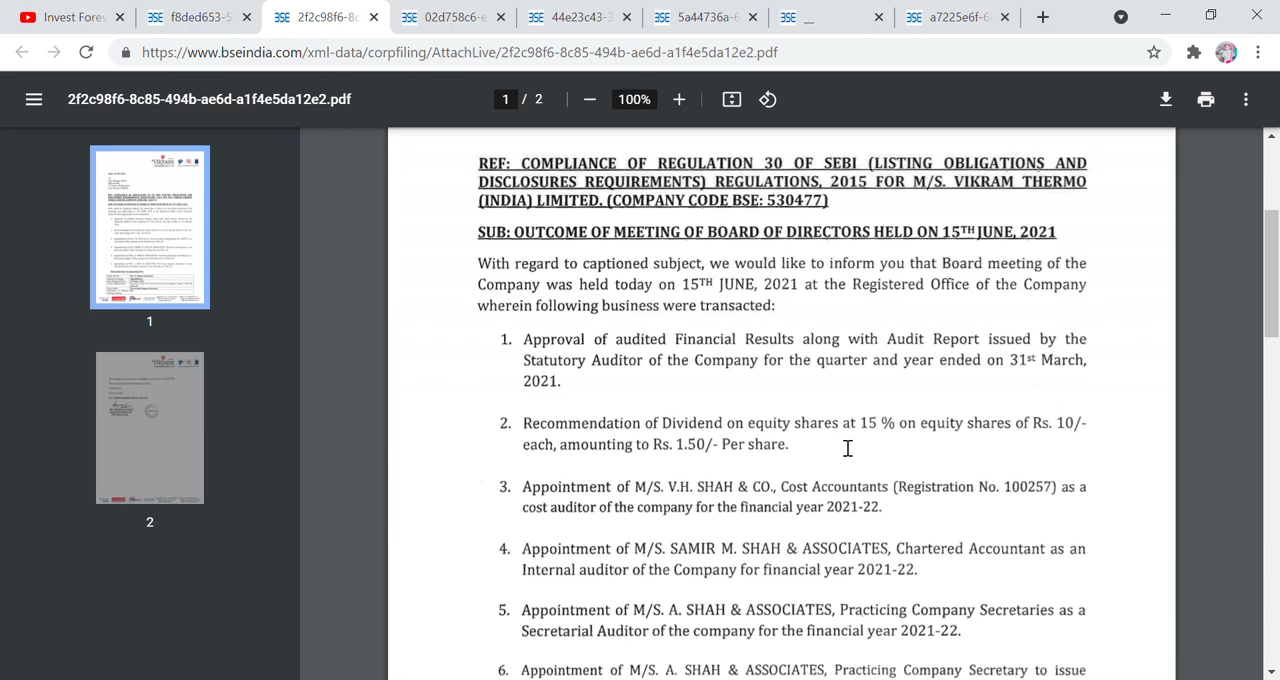 Invest Forev
f8ded653-5
2f2c98f6-8c
02d758c6-e
44e23c43-3
5a44736a-6
__
a7225e6f-6
https://www.bseindia.com/xml-data/corpfiling/AttachLive/2f2c98f6-8c85-494b-ae6d-a1f4e5da12e2.pdf
2f2c98f6-8c85-494b-ae6d-a1f4e5da12e2.pdf
1 / 2
100%
REF: COMPLIANCE OF REGULATION 30 OF SEBI (LISTING OBLIGATIONS AND
DISCLOSURE REQUIREMENTS) REGULATIONS, 2015 FOR M/S. VIKRAM THERMO
(INDIA) LIMITED. (COMPANY CODE BSE: 530477)
SUB: OUTCOME OF MEETING OF BOARD OF DIRECTORS HELD ON 15TH JUNE, 2021
With regard to captioned subject, we would like to inform you that Board meeting of the
Company was held today on 15TH JUNE, 2021 at the Registered Office of the Company
wherein following business were transacted:
1. Approval of audited Financial Results along with Audit Report issued by the
Statutory Auditor of the Company for the quarter and year ended on 31st March,
2021.
2. Recommendation of Dividend on equity shares at 15 % on equity shares of Rs. 10/-
each, amounting to Rs. 1.50/- Per share.
3. Appointment of M/S. V.H. SHAH & CO., Cost Accountants (Registration No. 100257) as a
cost auditor of the company for the financial year 2021-22.
4. Appointment of M/S. SAMIR M. SHAH & ASSOCIATES, Chartered Accountant as an
Internal auditor of the Company for financial year 2021-22.
5. Appointment of M/S. A. SHAH & ASSOCIATES, Practicing Company Secretaries as a
Secretarial Auditor of the company for the financial year 2021-22.
6. Appointment of M/S. A. SHAH & ASSOCIATES, Practicing Company Secretary to issue
Vikram
1
Vikram
2